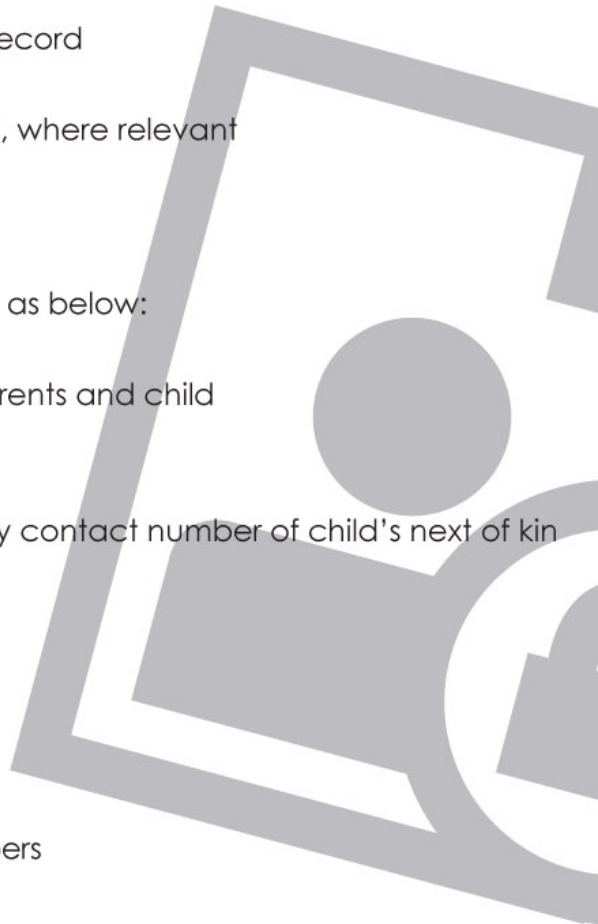 ecord
, where relevant
as below:
rents and child
y contact number of child’s next of kin
ers